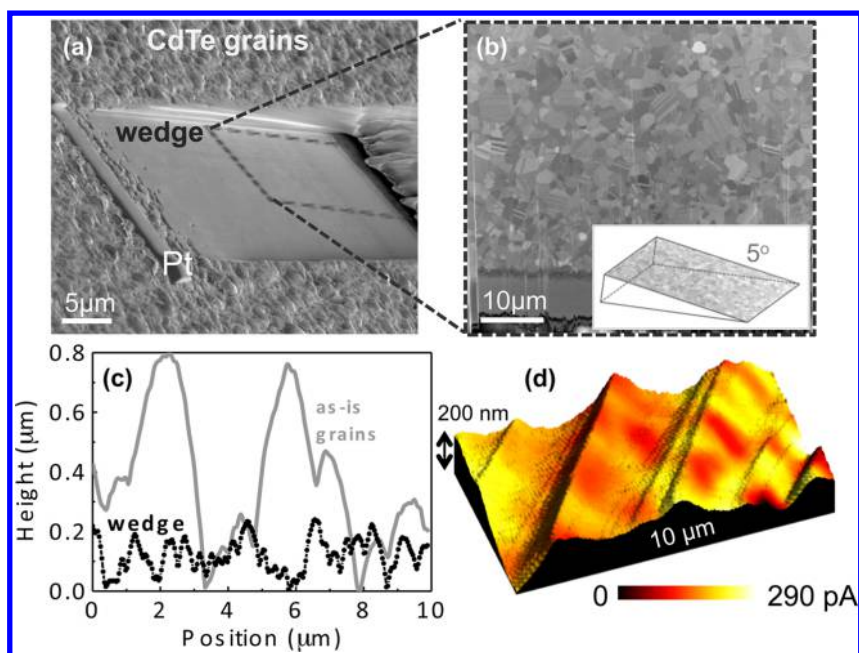 (a)
CdTe grains
wedge
Pt
5μm
(b)
5°
10μm
(c)
as-is
grains
wedge
Height (μm)
0.8
0.6
0.4
0.2
0.0
0 2 4 6 8 10
Position (μm)
(d)
200 nm
10 μm
0 290 pA